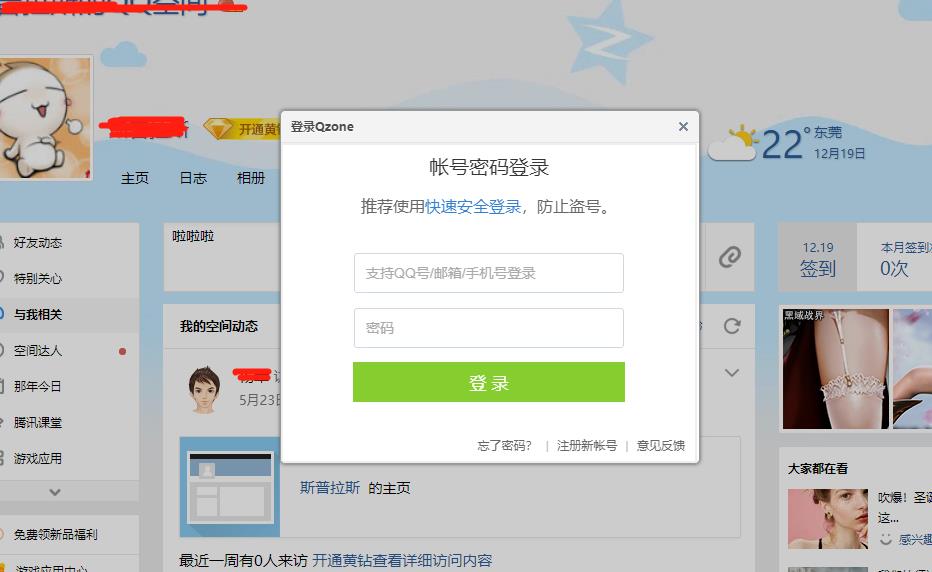 登录Qzone
帐号密码登录
推荐使用快速安全登录，防止盗号。
支持QQ号/邮箱/手机号登录
密码
登 录
忘了密码？ | 注册新帐号 | 意见反馈
开通黄
主页 日志 相册
22° 东莞
12月19日
好友动态
特别关心
与我相关
空间达人
那年今日
腾讯课堂
游戏应用
免费领新品福利
游戏应用中心
啦啦啦
我的空间动态
5月23日
斯普拉斯 的主页
最近一周有0人来访 开通黄钻查看详细访问内容
12.19
签到
本月签到
0次
黑域战界
大家都在看
吹爆！圣诞
这...
感兴趣